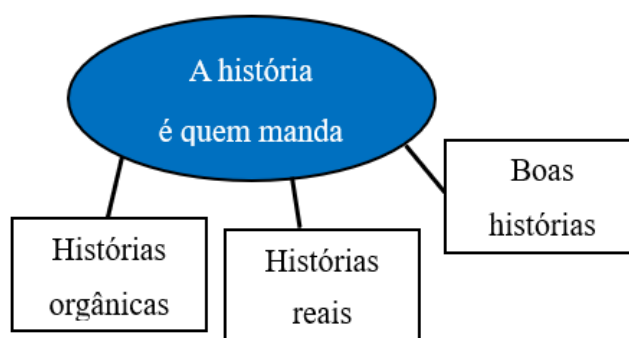 A história
é quem manda
Boas
histórias
Histórias
orgânicas
Histórias
reais